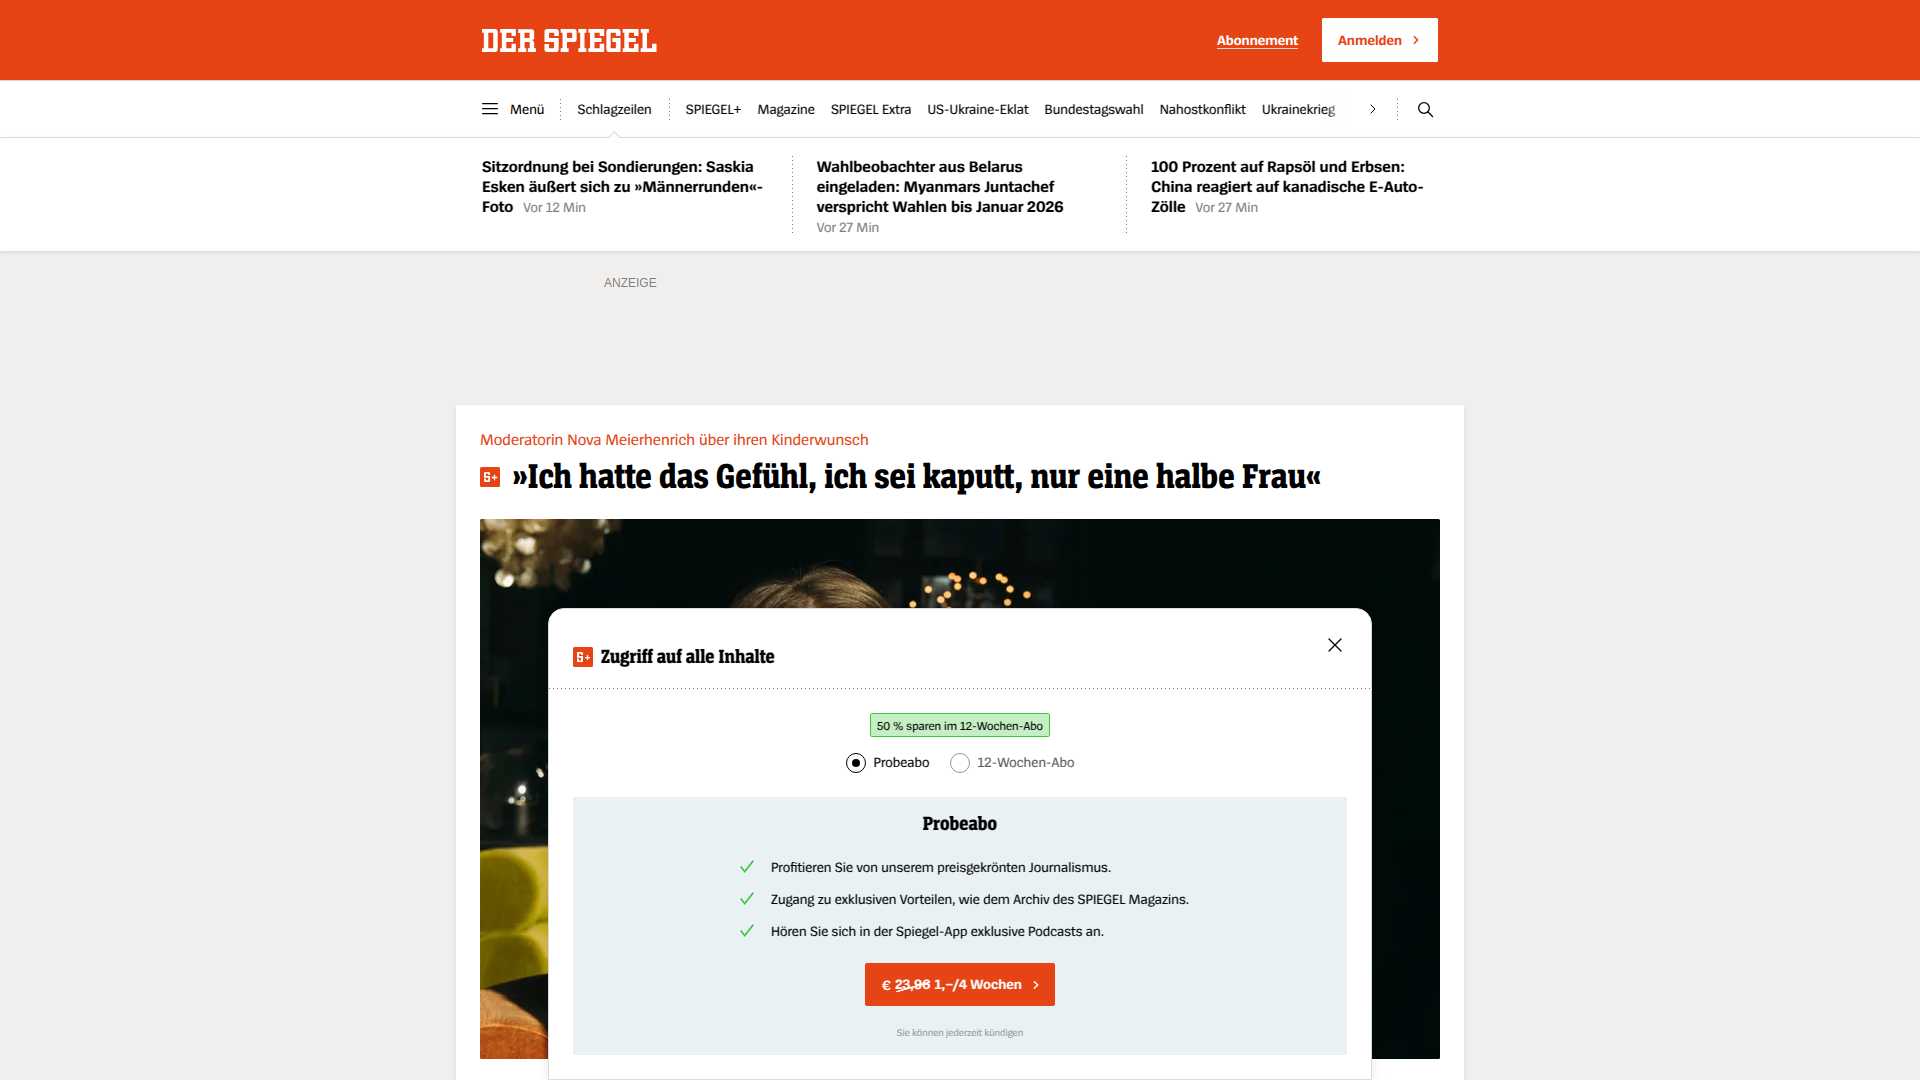 DER SPIEGEL
Abonnement
Anmelden
Menü
Schlagzeilen
SPIEGEL+
Magazine
SPIEGEL Extra
US-Ukraine-Eklat
Bundestagswahl
Nahostkonflikt
Ukrainekrieg
Sitzordnung bei Sondierungen: Saskia
Esken äußert sich zu »Männerrunden«-
Foto Vor 12 Min
Wahlbeobachter aus Belarus
eingeladen: Myanmars Juntachef
verspricht Wahlen bis Januar 2026
Vor 27 Min
100 Prozent auf Rapsöl und Erbsen:
China reagiert auf kanadische E-Auto-
Zölle Vor 27 Min
ANZEIGE
Moderatorin Nova Meierhenrich über ihren Kinderwunsch
»Ich hatte das Gefühl, ich sei kaputt, nur eine halbe Frau«
Zugriff auf alle Inhalte
50 % sparen im 12-Wochen-Abo
Probeabo
12-Wochen-Abo
Probeabo
Profitieren Sie von unserem preisgekrönten Journalismus.
Zugang zu exklusiven Vorteilen, wie dem Archiv des SPIEGEL Magazins.
Hören Sie sich in der Spiegel-App exklusive Podcasts an.
€ 23,96 1,–/4 Wochen
Sie können jederzeit kündigen